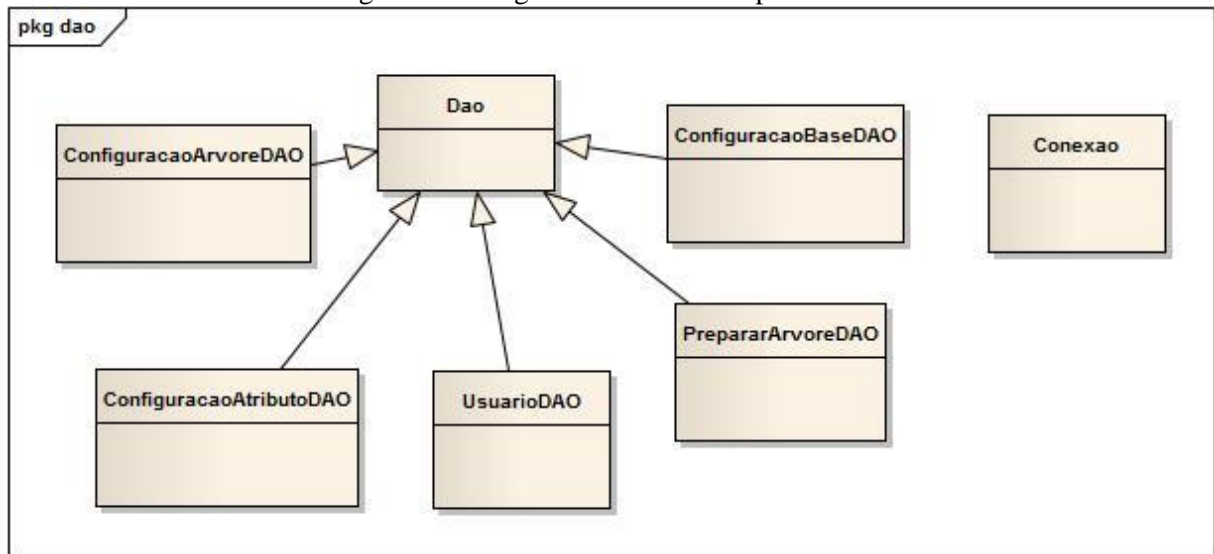 pkg dao
Dao
ConfiguracaoBaseDAO
Conexao
ConfiguracaoArvoreDAO
PrepararArvoreDAO
ConfiguracaoAtributoDAO
UsuarioDAO